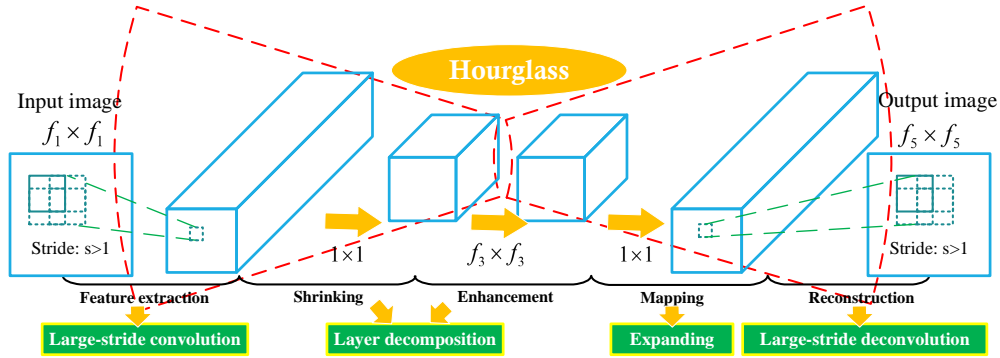 Hourglass
Input image
f₁ × f₁
Output image
f₅ × f₅
Stride: s>1
1×1
f₃ × f₃
1×1
Stride: s>1
Feature extraction
Shrinking
Enhancement
Mapping
Reconstruction
Large-stride convolution
Layer decomposition
Expanding
Large-stride deconvolution